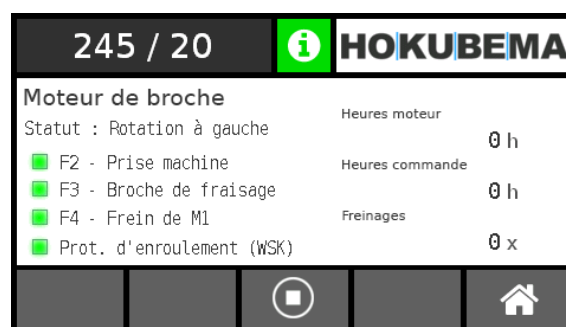 245 / 20
i
HOKUBEMA
Moteur de broche
Statut : Rotation à gauche
F2 - Prise machine
F3 - Broche de fraisage
F4 - Frein de M1
Prot. d'enroulement (WSK)
Heures moteur
0 h
Heures commande
0 h
Freinages
0 x